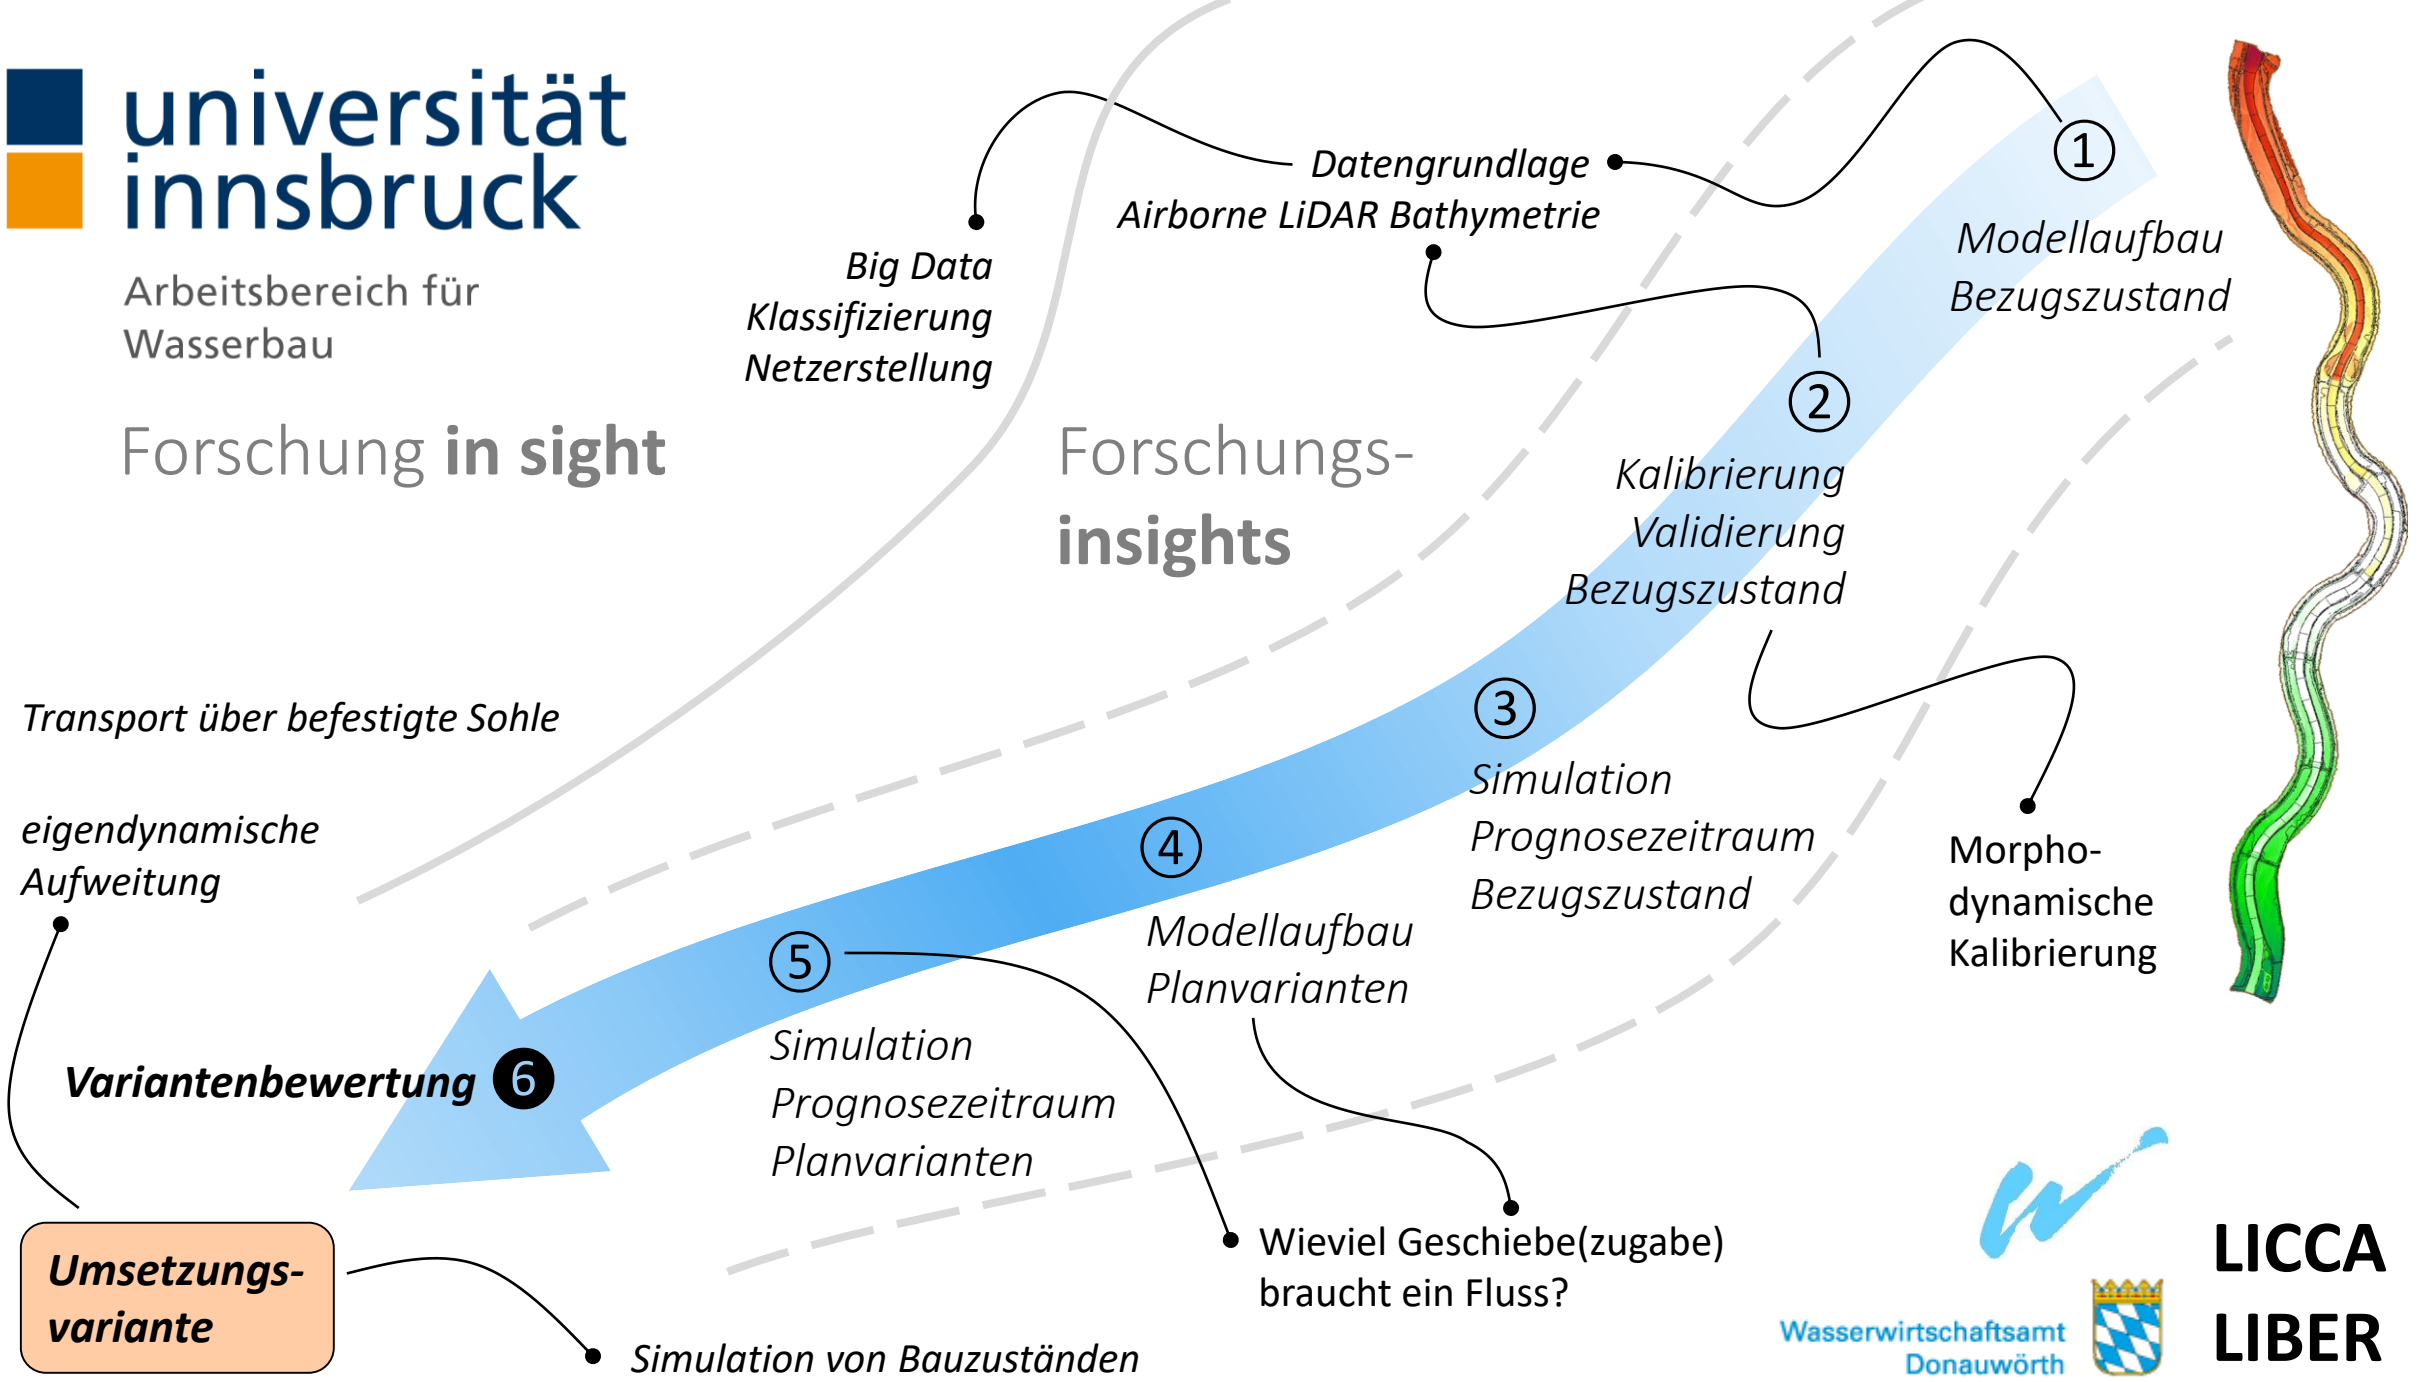 universität
innsbruck
Arbeitsbereich für
Wasserbau
Forschung in sight
Forschungs-
insights
Datengrundlage
Airborne LiDAR Bathymetrie
Big Data
Klassifizierung
Netzerstellung
1
Modellaufbau
Bezugszustand
2
Kalibrierung
Validierung
Bezugszustand
3
Simulation
Prognosezeitraum
Bezugszustand
Morpho-
dynamische
Kalibrierung
4
Modellaufbau
Planvarianten
5
Simulation
Prognosezeitraum
Planvarianten
Transport über befestigte Sohle
eigendynamische
Aufweitung
Variantenbewertung 6
Umsetzungs-
variante
Simulation von Bauzuständen
Wieviel Geschiebe(zugabe)
braucht ein Fluss?
Wasserwirtschaftsamt
Donauwörth
LICCA
LIBER